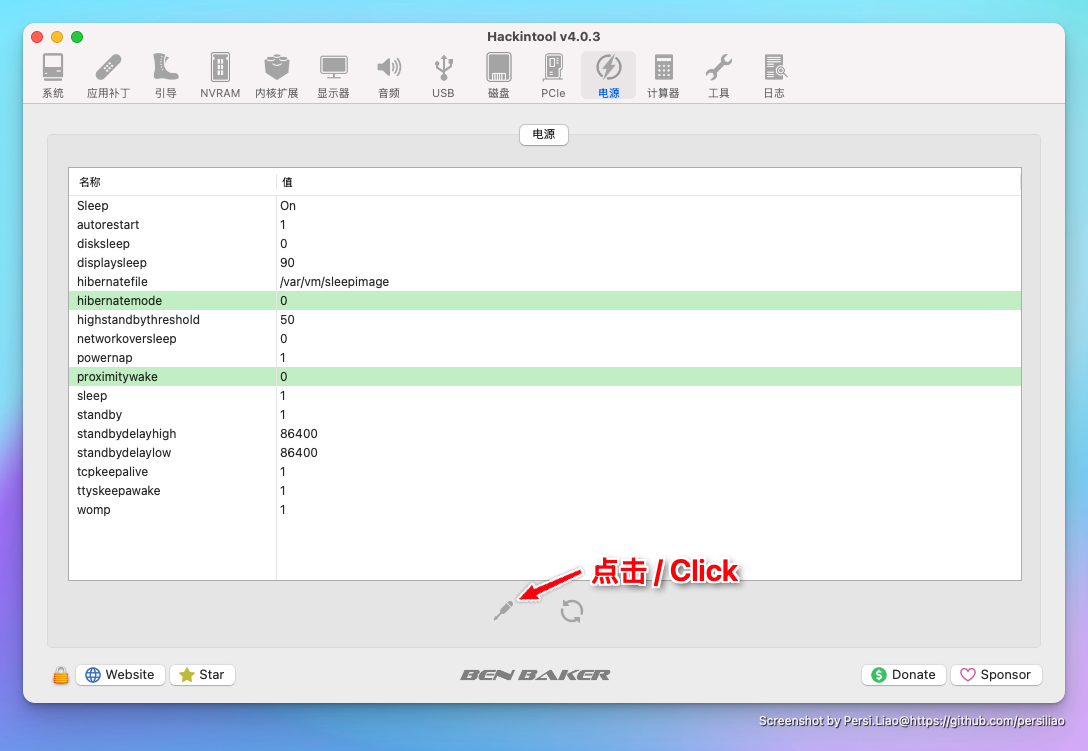 Hackintool v4.0.3
系统 应用补丁 引导 NVRAM 内核扩展 显示器 音频 USB 磁盘 PCIe 电源 计算器 工具 日志
电源
名称 值
Sleep On
autorestart 1
disksleep 0
displaysleep 90
hibernatefile /var/vm/sleepimage
hibernatemode 0
highstandbythreshold 50
networkoversleep 0
powernap 1
proximitywake 0
sleep 1
standby 1
standbydelayhigh 86400
standbydelaylow 86400
tcpkeepalive 1
ttyskeepawake 1
womp 1
点击 / Click
Website Star BEN BAKER $ Donate Sponsor
Screenshot by Persi.Liao@https://github.com/persiliao